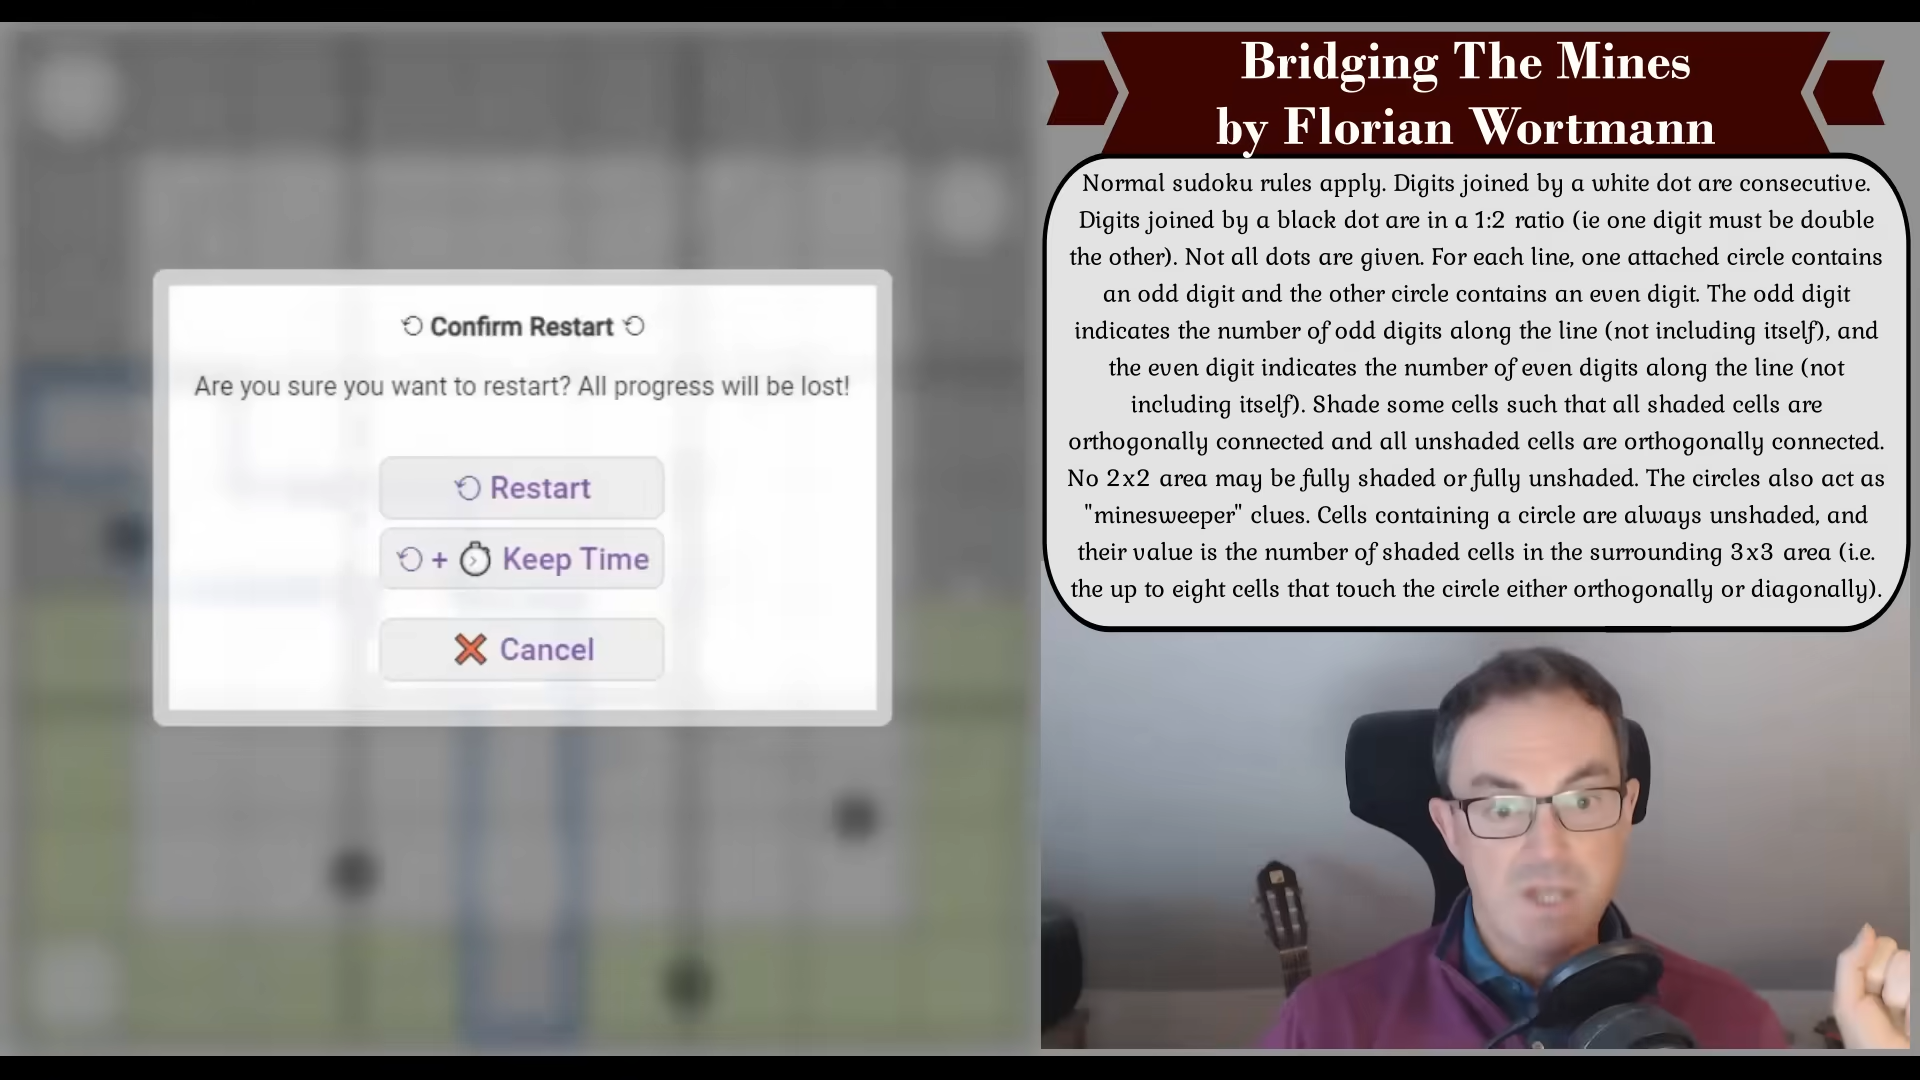 Bridging The Mines
by Florian Wortmann
Normal sudoku rules apply. Digits joined by a white dot are consecutive.
Digits joined by a black dot are in a 1:2 ratio (ie one digit must be double
the other). Not all dots are given. For each line, one attached circle contains
an odd digit and the other circle contains an even digit. The odd digit
indicates the number of odd digits along the line (not including itself), and
the even digit indicates the number of even digits along the line (not
including itself). Shade some cells such that all shaded cells are
orthogonally connected and all unshaded cells are orthogonally connected.
No 2x2 area may be fully shaded or fully unshaded. The circles also act as
"minesweeper" clues. Cells containing a circle are always unshaded, and
their value is the number of shaded cells in the surrounding 3x3 area (i.e.
the up to eight cells that touch the circle either orthogonally or diagonally).
Confirm Restart
Are you sure you want to restart? All progress will be lost!
Restart
+ Keep Time
Cancel